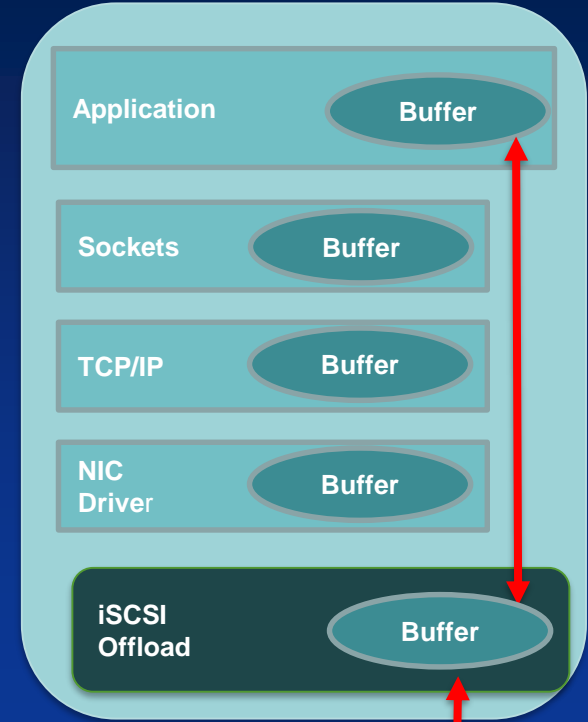 Application
Buffer
Sockets
Buffer
TCP/IP
Buffer
NIC
Driver
Buffer
iSCSI
Offload
Buffer